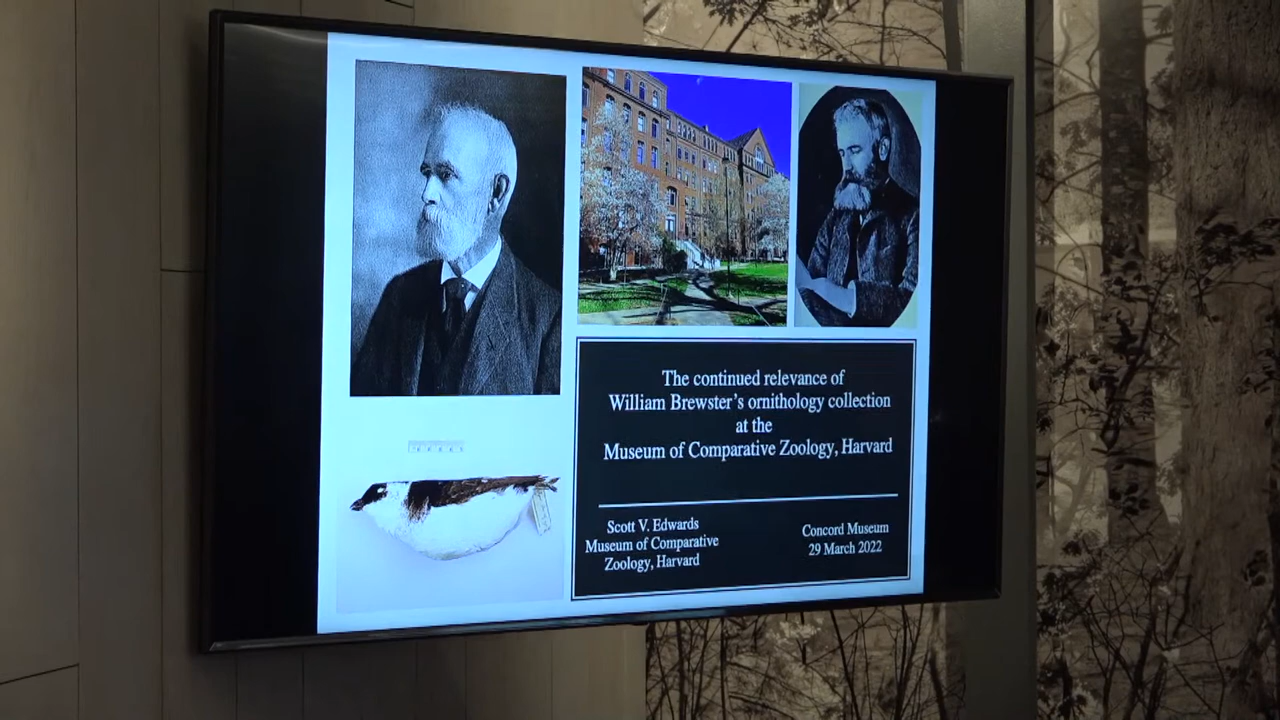 The continued relevance of
William Brewster's ornithology collection
at the
Museum of Comparative Zoology, Harvard
Scott V. Edwards
Museum of Comparative
Zoology, Harvard
Concord Museum
29 March 2022